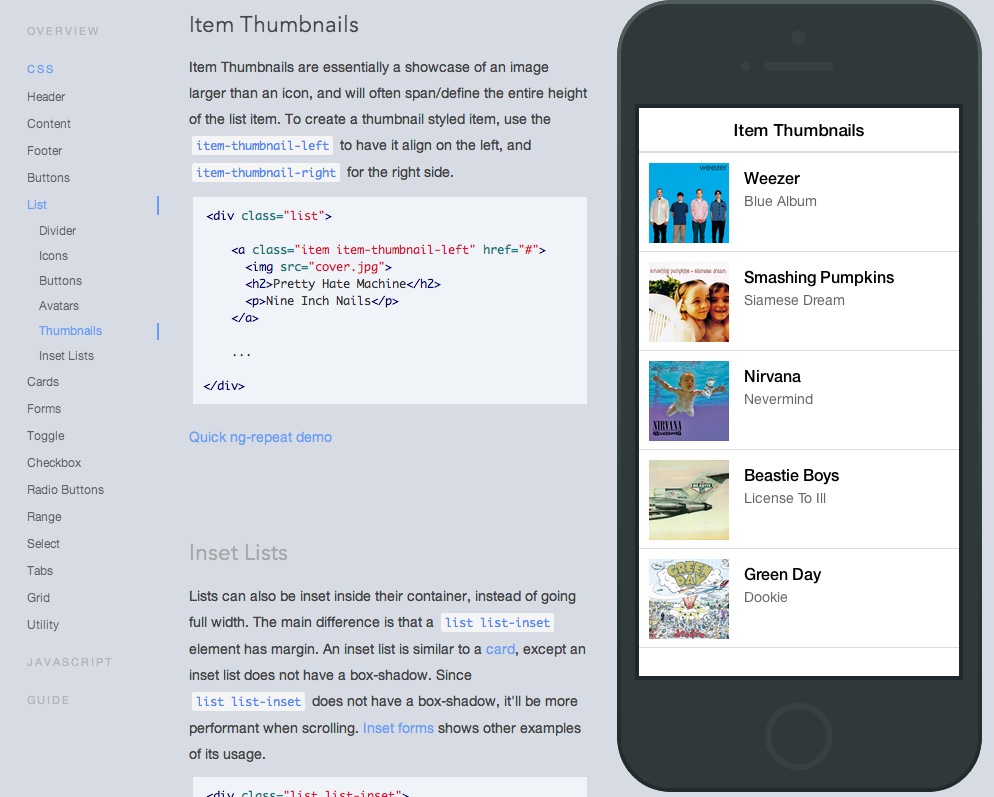 OVERVIEW
CSS
Header
Content
Footer
Buttons
List
Divider
Icons
Buttons
Avatars
Thumbnails
Inset Lists
Cards
Forms
Toggle
Checkbox
Radio Buttons
Range
Select
Tabs
Grid
Utility
JAVASCRIPT
GUIDE
Item Thumbnails
Item Thumbnails are essentially a showcase of an image
larger than an icon, and will often span/define the entire height
of the list item. To create a thumbnail styled item, use the
item-thumbnail-left to have it align on the left, and
item-thumbnail-right for the right side.
<div class="list">
<a class="item item-thumbnail-left" href="#">
<img src="cover.jpg">
<h2>Pretty Hate Machine</h2>
<p>Nine Inch Nails</p>
</a>
...
</div>
Quick ng-repeat demo
Inset Lists
Lists can also be inset inside their container, instead of going
full width. The main difference is that a list list-inset
element has margin. An inset list is similar to a card, except an
inset list does not have a box-shadow. Since
list list-inset does not have a box-shadow, it'll be more
performant when scrolling. Inset forms shows other examples
of its usage.
<div class="list list-inset">
Item Thumbnails
weezer
Weezer
Blue Album
smashing pumpkins - siamese dream
Smashing Pumpkins
Siamese Dream
NIRVANA
NEVERMIND
Nirvana
Nevermind
BEASTIE
Beastie Boys
License To Ill
GREEN
DAY
DOOKIE
Green Day
Dookie